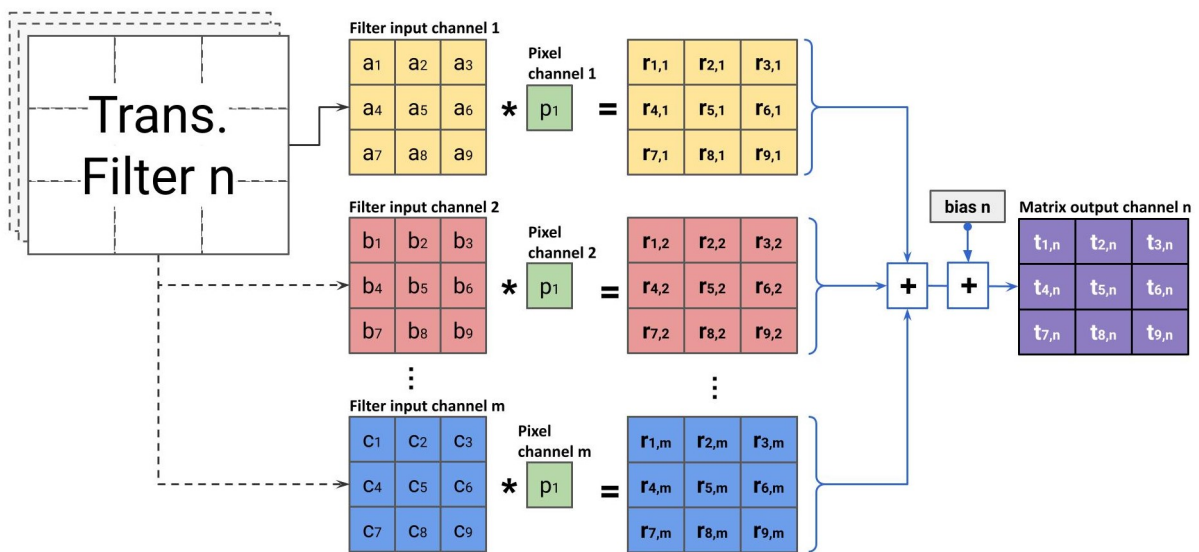 Trans.
Filter n
Filter input channel 1
a1 a2 a3
a4 a5 a6
a7 a8 a9
*
Pixel
channel 1
p1
=
r1,1 r2,1 r3,1
r4,1 r5,1 r6,1
r7,1 r8,1 r9,1
Filter input channel 2
b1 b2 b3
b4 b5 b6
b7 b8 b9
*
Pixel
channel 2
p1
=
r1,2 r2,2 r3,2
r4,2 r5,2 r6,2
r7,2 r8,2 r9,2
⋮
⋮
Filter input channel m
c1 c2 c3
c4 c5 c6
c7 c8 c9
*
Pixel
channel m
p1
=
r1,m r2,m r3,m
r4,m r5,m r6,m
r7,m r8,m r9,m
+
bias n
+
Matrix output channel n
t1,n t2,n t3,n
t4,n t5,n t6,n
t7,n t8,n t9,n